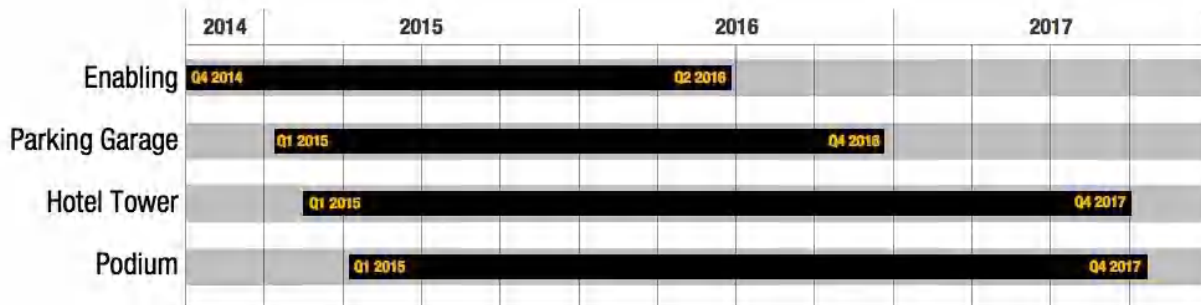 2014 2015 2016 2017
Enabling Q4 2014 Q2 2016
Parking Garage Q1 2015 Q4 2016
Hotel Tower Q1 2015 Q4 2017
Podium Q1 2015 Q4 2017